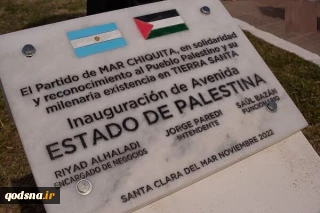 El Partido de MAR CHIQUITA, en solidaridad
y reconocimiento al Pueblo Palestino y su
milenaria existencia en TIERRA SANTA
Inauguración de Avenida
ESTADO DE PALESTINA
RIYAD ALHALADI
ENCARGADO DE NEGOCIOS
JORGE PAREDI
INTENDENTE
SAÚL BAZÁN
FUNCIONARIO
SANTA CLARA DEL MAR NOVIEMBRE 2022
qodsna.ir